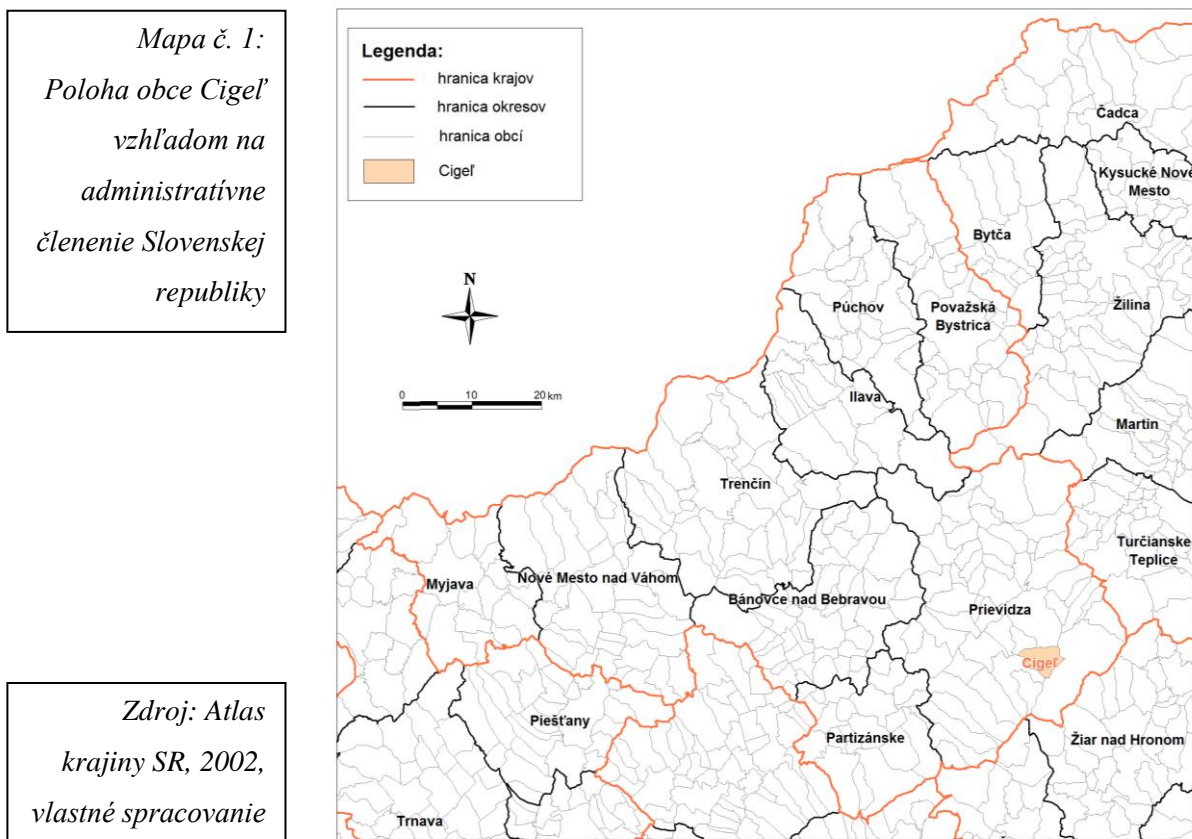 Mapa č. 1:
Poloha obce Cigeľ
vzhľadom na
administratívne
členenie Slovenskej
republiky
Legenda:
hranica krajov
hranica okresov
hranica obcí
Cigeľ
N
0 10 20 km
Čadca
Kysucké Nové
Mesto
Bytča
Púchov
Považská
Bystrica
Žilina
Ilava
Martin
Trenčín
Turčianske
Teplice
Myjava
Nové Mesto nad Váhom
Bánovce nad Bebravou
Prievidza
Cigeľ
Piešťany
Partizánske
Žiar nad Hronom
Trnava
Zdroj: Atlas
krajiny SR, 2002,
vlastné spracovanie